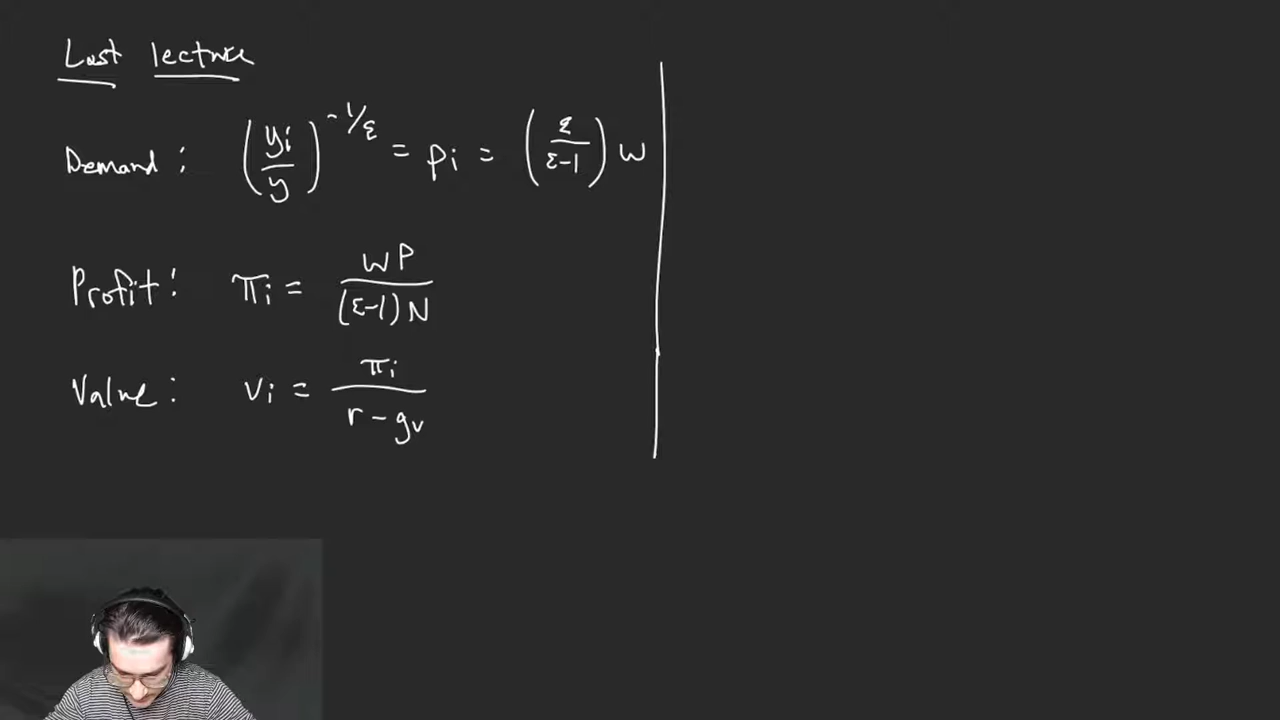 Last lecture
Demand: (yi/y)^-1/ε = pi = (ε/ε-1) w
Profit: πi = wP/(ε-1)N
Value: vi = πi/r - gv